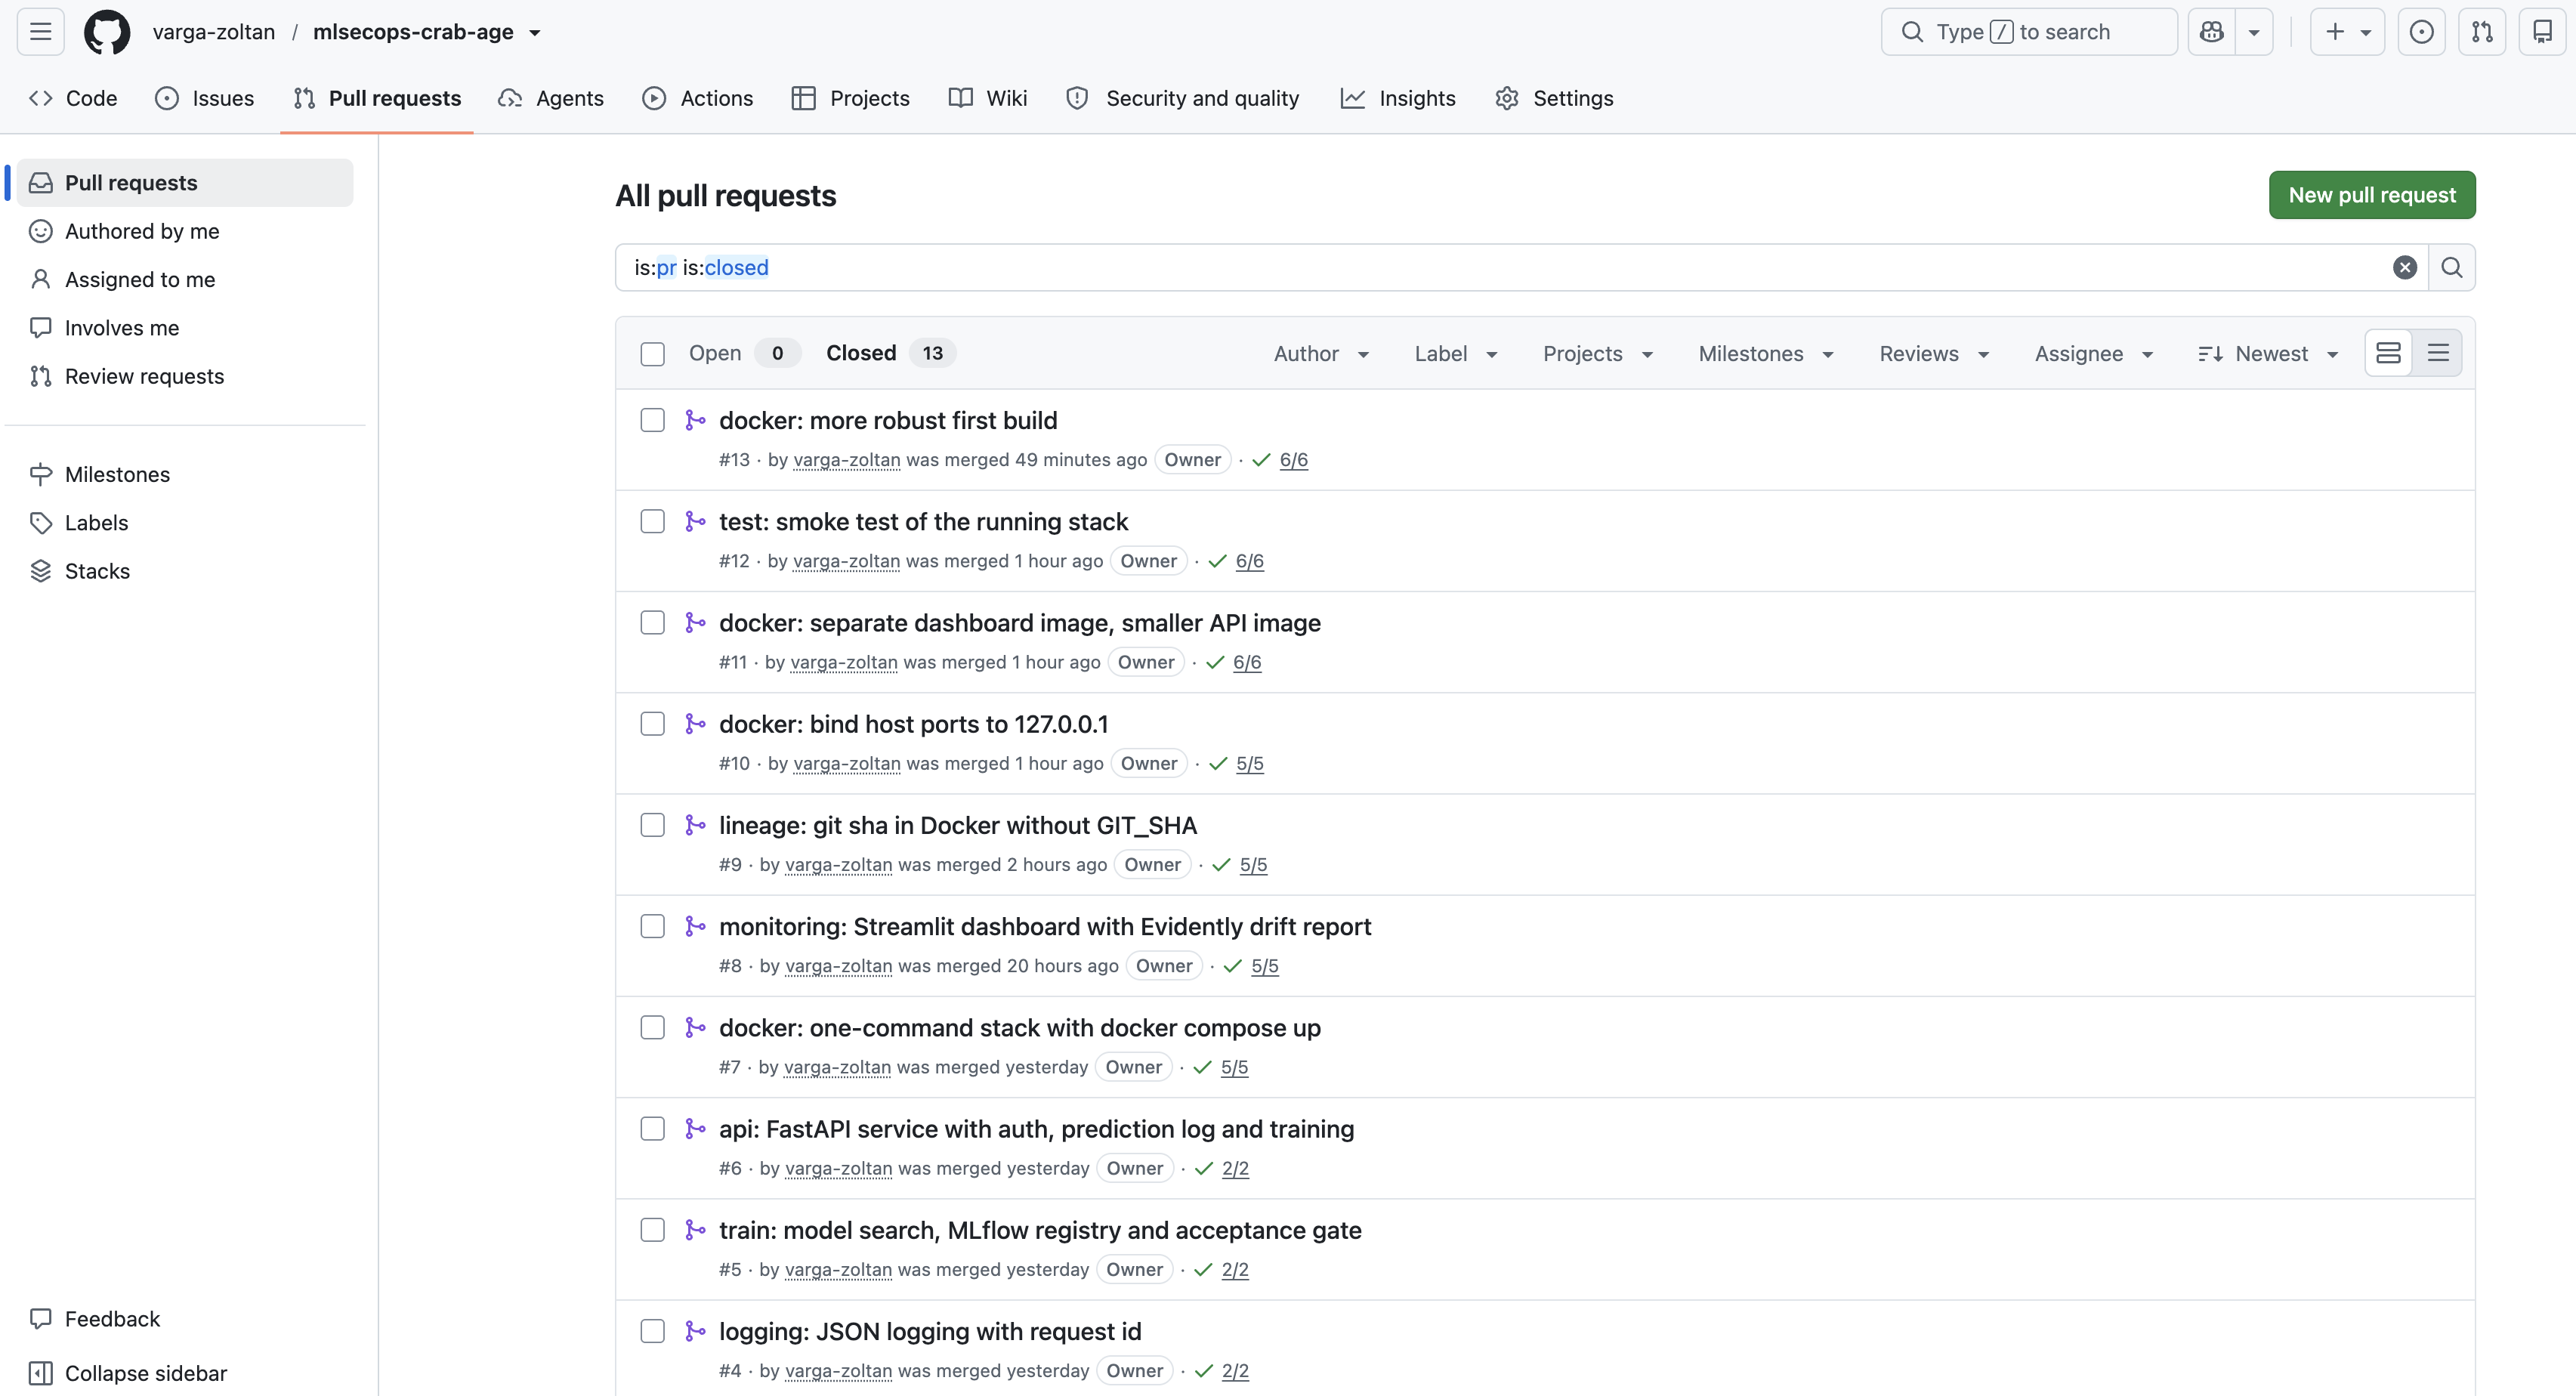 varga-zoltan / mlsecops-crab-age
Type / to search
Code
Issues
Pull requests
Agents
Actions
Projects
Wiki
Security and quality
Insights
Settings
Pull requests
Authored by me
Assigned to me
Involves me
Review requests
Milestones
Labels
Stacks
Feedback
Collapse sidebar
All pull requests
New pull request
is:pr is:closed
Open 0 Closed 13 Author Label Projects Milestones Reviews Assignee Newest
docker: more robust first build
#13 · by varga-zoltan was merged 49 minutes ago Owner · 6/6
test: smoke test of the running stack
#12 · by varga-zoltan was merged 1 hour ago Owner · 6/6
docker: separate dashboard image, smaller API image
#11 · by varga-zoltan was merged 1 hour ago Owner · 6/6
docker: bind host ports to 127.0.0.1
#10 · by varga-zoltan was merged 1 hour ago Owner · 5/5
lineage: git sha in Docker without GIT_SHA
#9 · by varga-zoltan was merged 2 hours ago Owner · 5/5
monitoring: Streamlit dashboard with Evidently drift report
#8 · by varga-zoltan was merged 20 hours ago Owner · 5/5
docker: one-command stack with docker compose up
#7 · by varga-zoltan was merged yesterday Owner · 5/5
api: FastAPI service with auth, prediction log and training
#6 · by varga-zoltan was merged yesterday Owner · 2/2
train: model search, MLflow registry and acceptance gate
#5 · by varga-zoltan was merged yesterday Owner · 2/2
logging: JSON logging with request id
#4 · by varga-zoltan was merged yesterday Owner · 2/2